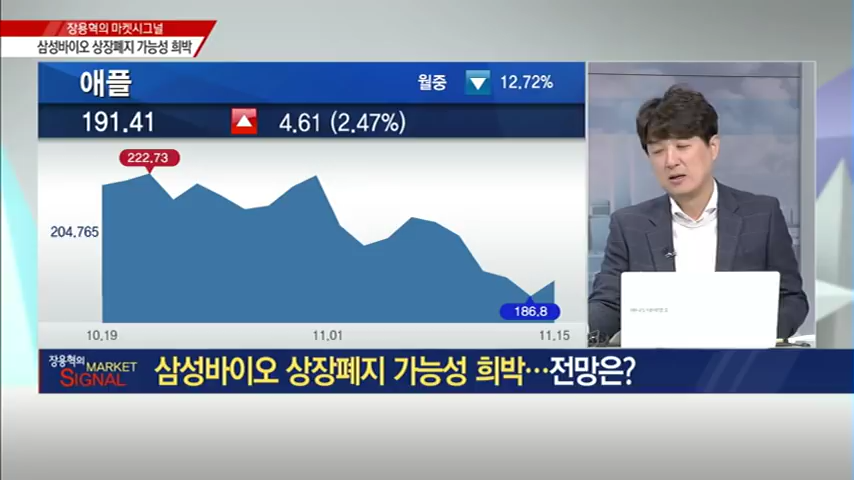 장용혁의 마켓시그널
삼성바이오 상장폐지 가능성 희박
애플
월중 ▼ 12.72%
191.41 ▲ 4.61 (2.47%)
222.73
204.765
186.8
10.19 11.01 11.15
장용혁의
MARKET
SIGNAL
삼성바이오 상장폐지 가능성 희박…전망은?